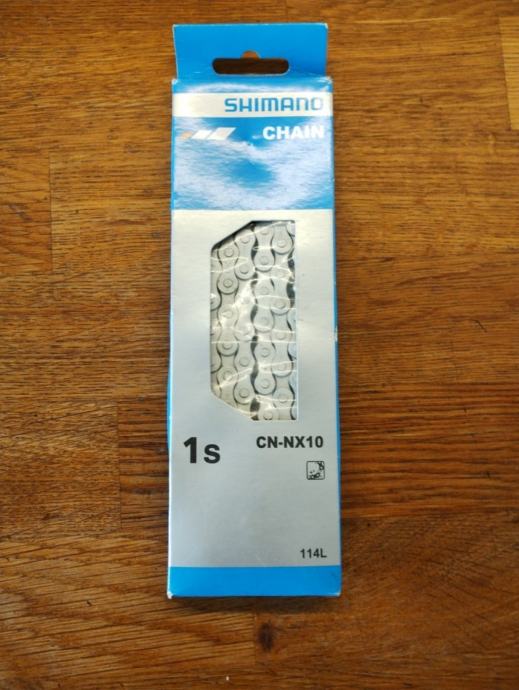 SHIMANO
CHAIN
1s
CN-NX10
114L